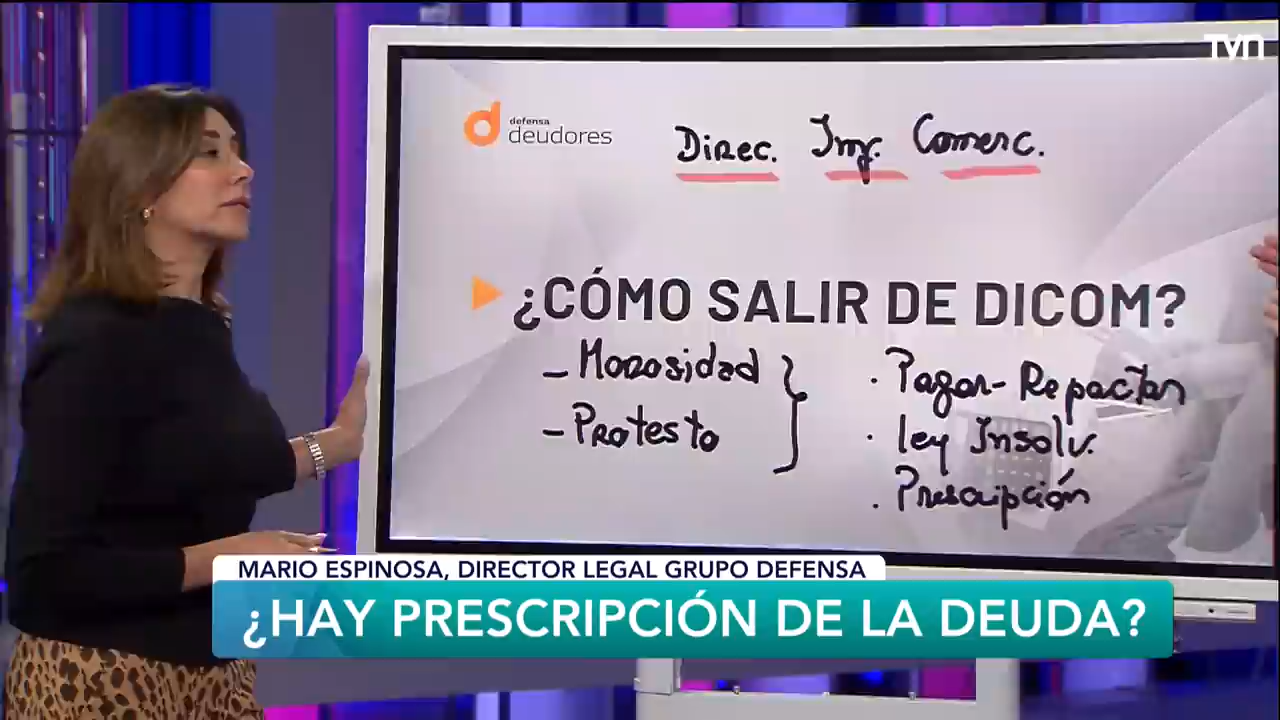 TVN
defensa
deudores
Direc. Inf. Comerc.
¿CÓMO SALIR DE DICOM?
- Morosidad
- Protesto
· Pagar - Repactar
· ley Insolv.
· Prescripción
MARIO ESPINOSA, DIRECTOR LEGAL GRUPO DEFENSA
¿HAY PRESCRIPCIÓN DE LA DEUDA?